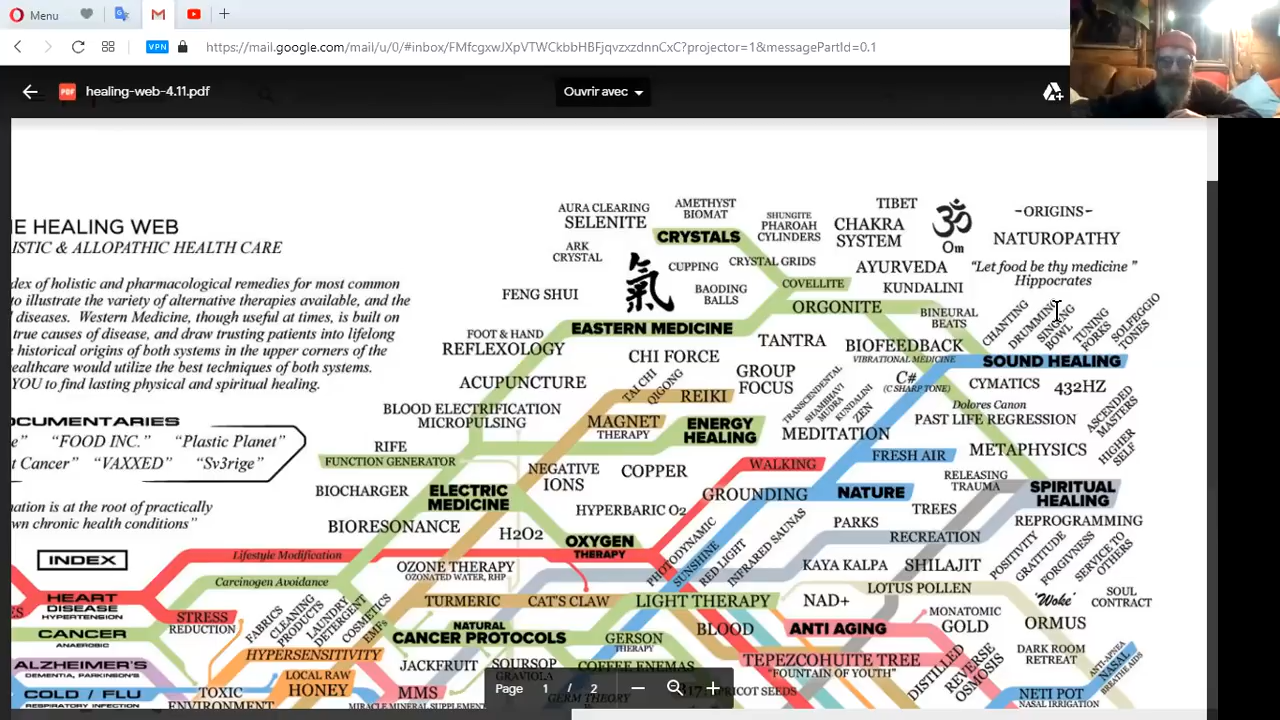 Menu
VPN
https://mail.google.com/mail/u/0/#inbox/FMfcgxwJXpVTWCkbbHBFjqvzxzdnnCxC?projector=1&messagePartId=0.1
PDF
healing-web-4.11.pdf
Ouvrir avec
E HEALING WEB
ISTIC & ALLOPATHIC HEALTH CARE
dex of holistic and pharmacological remedies for most common
to illustrate the variety of alternative therapies available, and the
diseases. Western Medicine, though useful at times, is built on
true causes of disease, and draw trusting patients into lifelong
historical origins of both systems in the upper corners of the
ealthcare would utilize the best techniques of both systems.
YOU to find lasting physical and spiritual healing.
OCUMENTARIES
e" "FOOD INC." "Plastic Planet"
t Cancer" "VAXXED" "Sv3rige"
nation is at the root of practically
wn chronic health conditions"
INDEX
AURA CLEARING
SELENITE
AMETHYST
BIOMAT
CRYSTALS
SHUNGITE
PHAROAH
CYLINDERS
TIBET
CHAKRA
SYSTEM
ॐ
Om
-ORIGINS-
NATUROPATHY
"Let food be thy medicine "
Hippocrates
ARK
CRYSTAL
氣
CUPPING
CRYSTAL GRIDS
AYURVEDA
KUNDALINI
FENG SHUI
BAODING
BALLS
COVELLITE
ORGONITE
BINEURAL
BEATS
CHANTING
DRUMMING
SINGING
BOWL
TUNING
FORKS
SOLFEGGIO
TONES
EASTERN MEDICINE
FOOT & HAND
REFLEXOLOGY
CHI FORCE
TANTRA
BIOFEEDBACK
VIBRATIONAL MEDICINE
SOUND HEALING
ACUPUNCTURE
TAI CHI
QIGONG
REIKI
GROUP
FOCUS
C#
(C SHARP TONE)
CYMATICS
432HZ
BLOOD ELECTRIFICATION
MICROPULSING
MAGNET
THERAPY
ENERGY
HEALING
TRANSCENDENTAL
SHAMBHAVI
MUDRA
KUNDALINI
ZEN
MEDITATION
Dolores Canon
PAST LIFE REGRESSION
ASCENDED
MASTERS
RIFE
FUNCTION GENERATOR
NEGATIVE
IONS
COPPER
WALKING
FRESH AIR
METAPHYSICS
HIGHER
SELF
BIOCHARGER
ELECTRIC
MEDICINE
HYPERBARIC O2
GROUNDING
NATURE
RELEASING
TRAUMA
SPIRITUAL
HEALING
BIORESONANCE
H2O2
OXYGEN
THERAPY
PHOTODYNAMIC
SUNSHINE
RED LIGHT
INFRARED SAUNAS
PARKS
TREES
RECREATION
REPROGRAMMING
Lifestyle Modification
OZONE THERAPY
OZONATED WATER, RHP
KAYA KALPA
SHILAJIT
POSITIVITY
GRATITUDE
FORGIVENESS
SERVICE TO
OTHERS
Carcinogen Avoidance
TURMERIC
CAT'S CLAW
LIGHT THERAPY
NAD+
LOTUS POLLEN
'Woke'
SOUL
CONTRACT
ES
HEART
DISEASE
HYPERTENSION
STRESS
REDUCTION
FABRICS
CLEANING
PRODUCTS
LAUNDRY
DETERGENT
COSMETICS
EMFs
NATURAL
CANCER PROTOCOLS
GERSON
THERAPY
BLOOD
ANTI AGING
MONATOMIC
GOLD
ORMUS
CANCER
ANAEROBIC
HYPERSENSITIVITY
JACKFRUIT
SOURSOP
GRAVIOLA
COFFEE ENEMAS
TEPEZCOHUITE TREE
"FOUNTAIN OF YOUTH"
DISTILLED
REVERSE
OSMOSIS
DARK ROOM
RETREAT
ANTI-APNEA
NASAL
BREATHE AIDS
ALZHEIMER'S
DEMENTIA, PARKINSON'S
LOCAL RAW
HONEY
MMS
MIRACLE MINERAL SUPPLEMENT
GERM THEORY
APRICOT SEEDS
NETI POT
NASAL IRRIGATION
COLD / FLU
RESPIRATORY INFECTION
TOXIC
ENVIRONMENT
Page 1 / 2